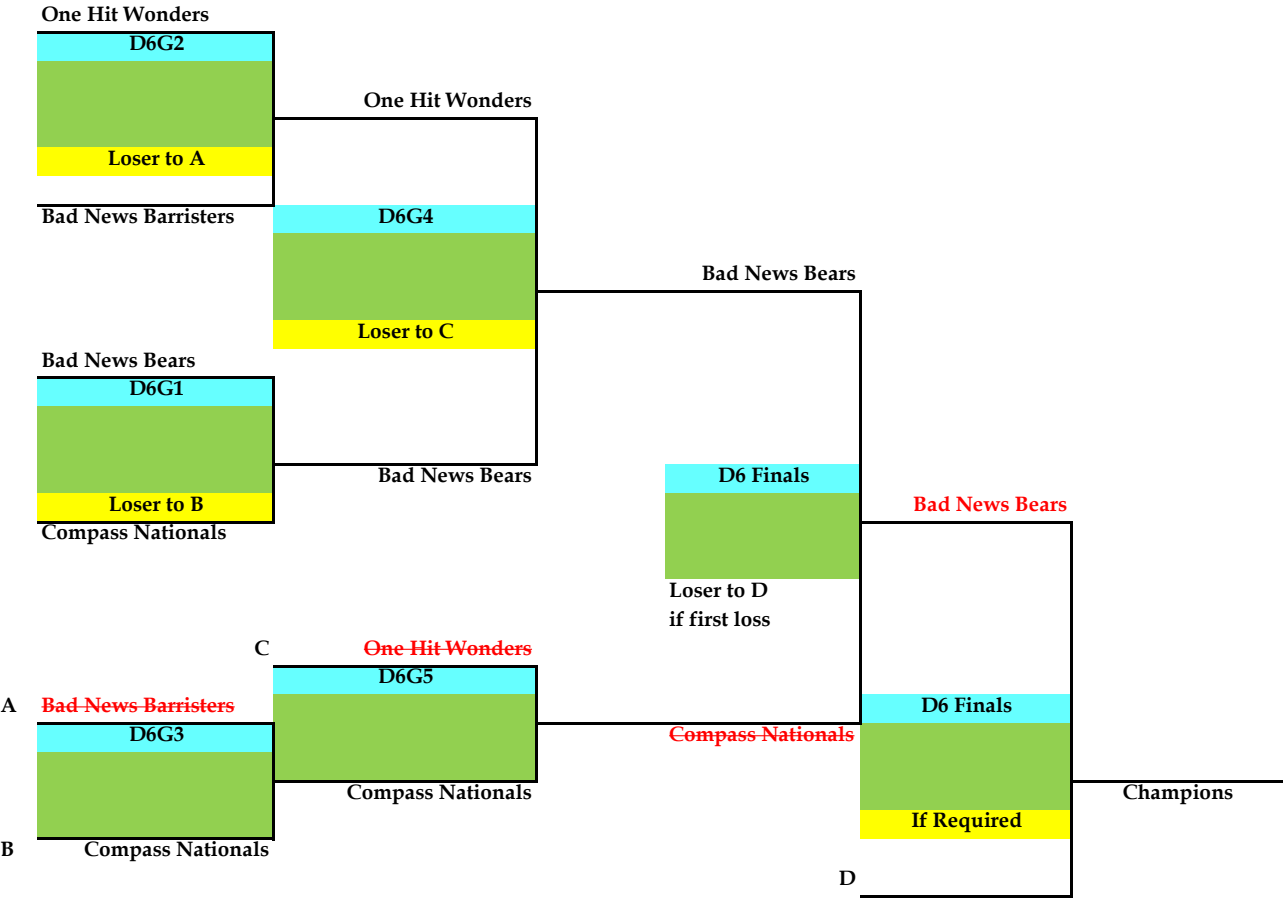 One Hit Wonders
D6G2
One Hit Wonders
Loser to A
Bad News Barristers
D6G4
Bad News Bears
Loser to C
Bad News Bears
D6G1
Bad News Bears
D6 Finals
Loser to B
Bad News Bears
Compass Nationals
Loser to D
if first loss
C
One Hit Wonders
D6G5
A
Bad News Barristers
D6 Finals
D6G3
Compass Nationals
Compass Nationals
Champions
If Required
B
Compass Nationals
D